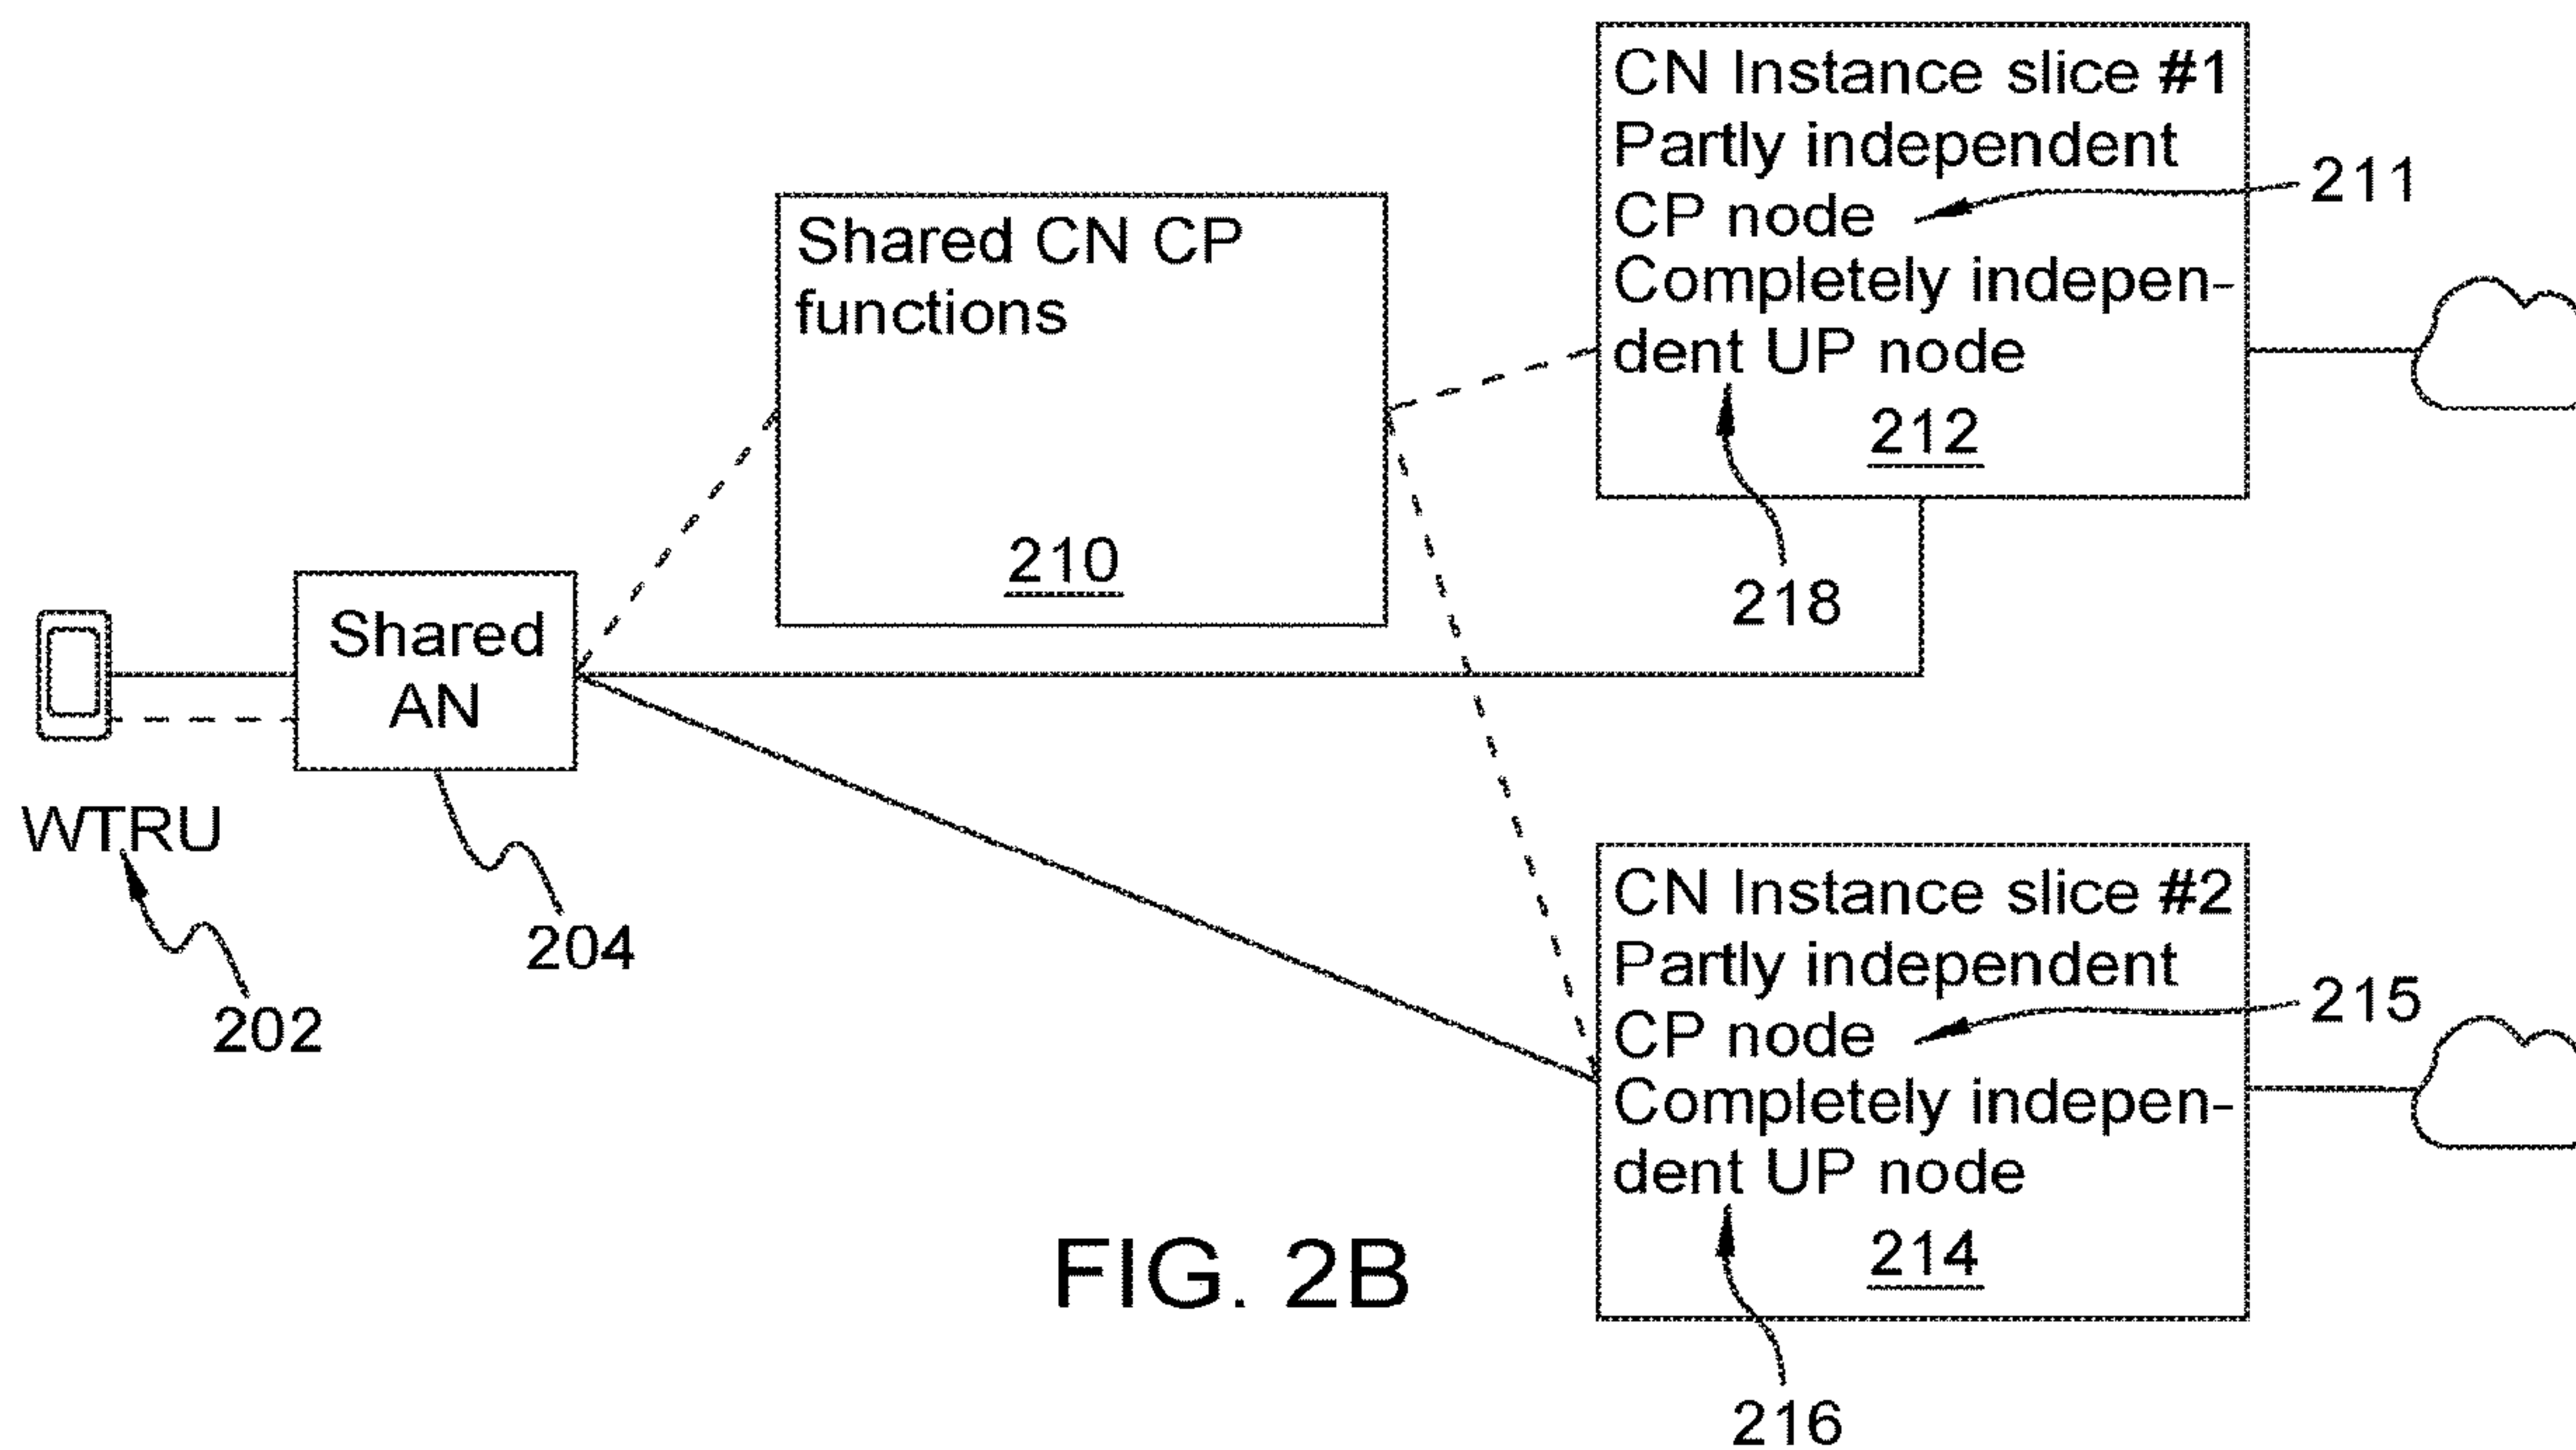 CN Instance slice #1
Partly independent
CP node
Completely indepen-
dent UP node
212
211
218
Shared CN CP
functions
210
Shared
AN
204
WTRU
202
CN Instance slice #2
Partly independent
CP node
Completely indepen-
dent UP node
214
215
216
FIG. 2B